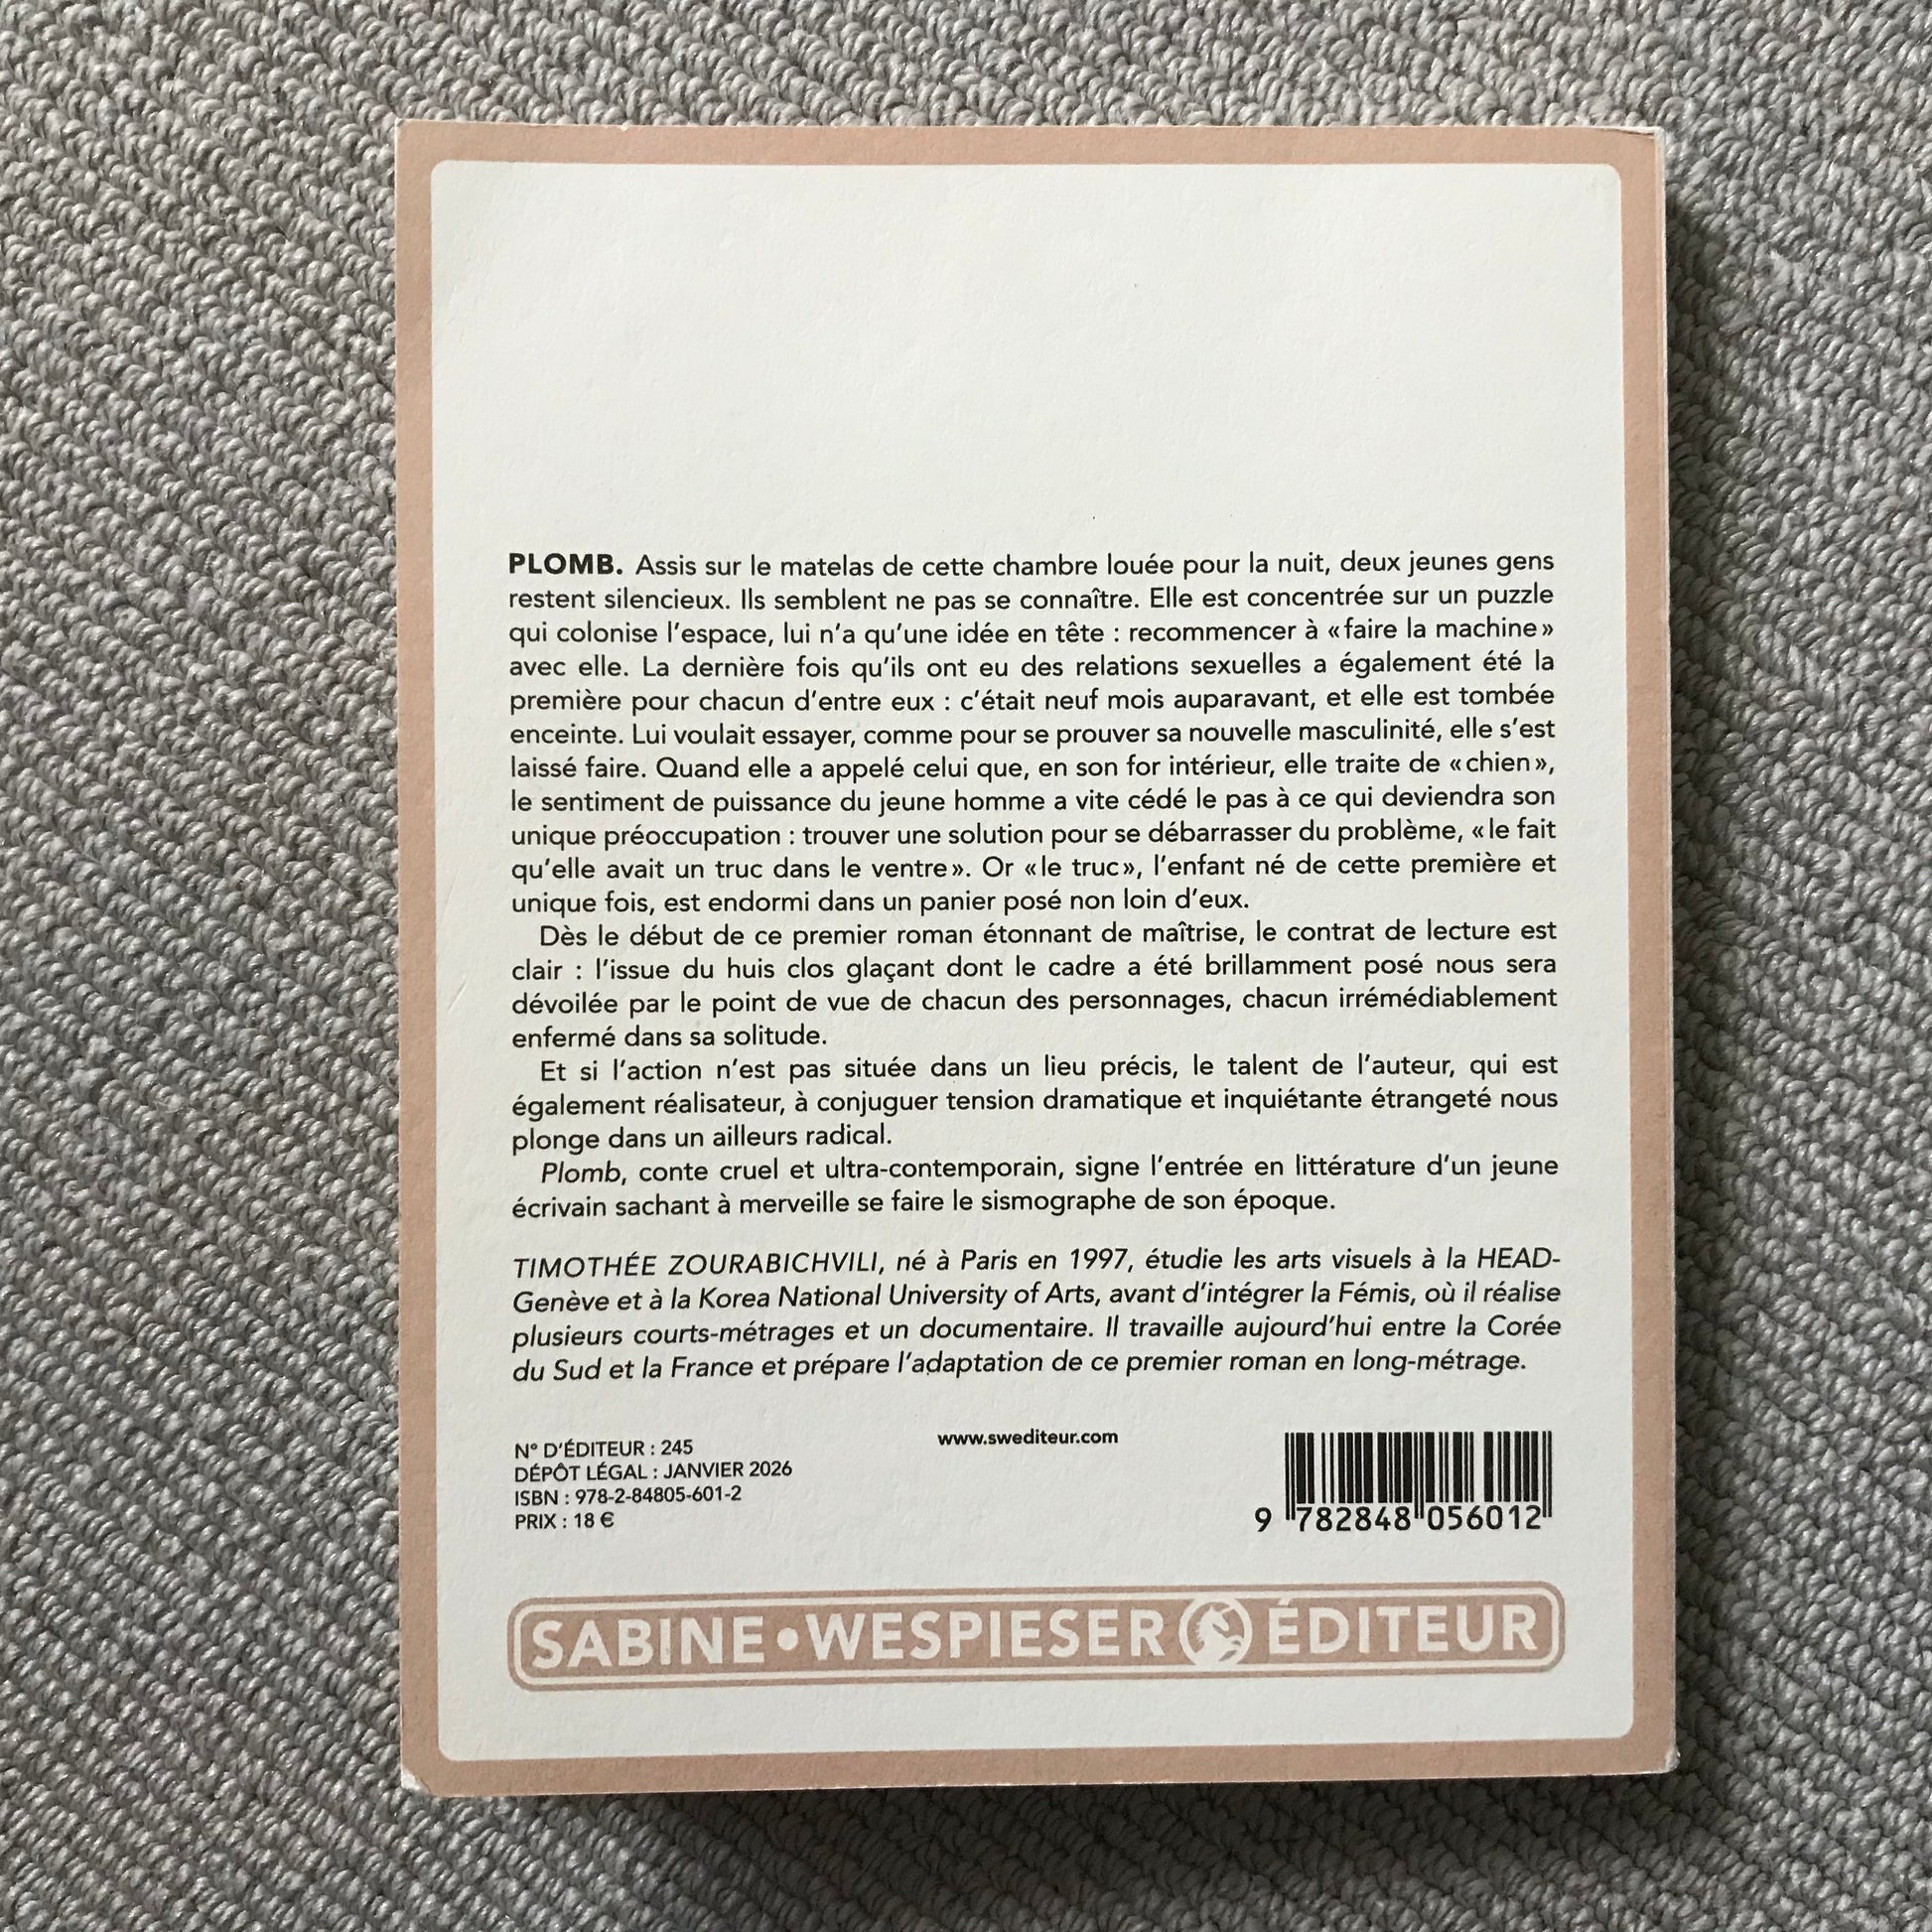 PLOMB. Assis sur le matelas de cette chambre louée pour la nuit, deux jeunes gens
restent silencieux. Ils semblent ne pas se connaître. Elle est concentrée sur un puzzle
qui colonise l'espace, lui n'a qu'une idée en tête : recommencer à «faire la machine»
avec elle. La dernière fois qu'ils ont eu des relations sexuelles a également été la
première pour chacun d'entre eux : c'était neuf mois auparavant, et elle est tombée
enceinte. Lui voulait essayer, comme pour se prouver sa nouvelle masculinité, elle s'est
laissé faire. Quand elle a appelé celui que, en son for intérieur, elle traite de «chien»,
le sentiment de puissance du jeune homme a vite cédé le pas à ce qui deviendra son
unique préoccupation : trouver une solution pour se débarrasser du problème, «le fait
qu'elle avait un truc dans le ventre». Or «le truc», l'enfant né de cette première et
unique fois, est endormi dans un panier posé non loin d'eux.
Dès le début de ce premier roman étonnant de maîtrise, le contrat de lecture est
clair : l'issue du huis clos glaçant dont le cadre a été brillamment posé nous sera
dévoilée par le point de vue de chacun des personnages, chacun irrémédiablement
enfermé dans sa solitude.
Et si l'action n'est pas située dans un lieu précis, le talent de l'auteur, qui est
également réalisateur, à conjuguer tension dramatique et inquiétante étrangeté nous
plonge dans un ailleurs radical.
Plomb, conte cruel et ultra-contemporain, signe l'entrée en littérature d'un jeune
écrivain sachant à merveille se faire le sismographe de son époque.
TIMOTHÉE ZOURABICHVILI, né à Paris en 1997, étudie les arts visuels à la HEAD-
Genève et à la Korea National University of Arts, avant d'intégrer la Fémis, où il réalise
plusieurs courts-métrages et un documentaire. Il travaille aujourd'hui entre la Corée
du Sud et la France et prépare l'adaptation de ce premier roman en long-métrage.
N° D'ÉDITEUR : 245
DÉPÔT LÉGAL : JANVIER 2026
ISBN : 978-2-84805-601-2
PRIX : 18 €
www.swediteur.com
9 782848 056012
SABINE•WESPIESER ÉDITEUR